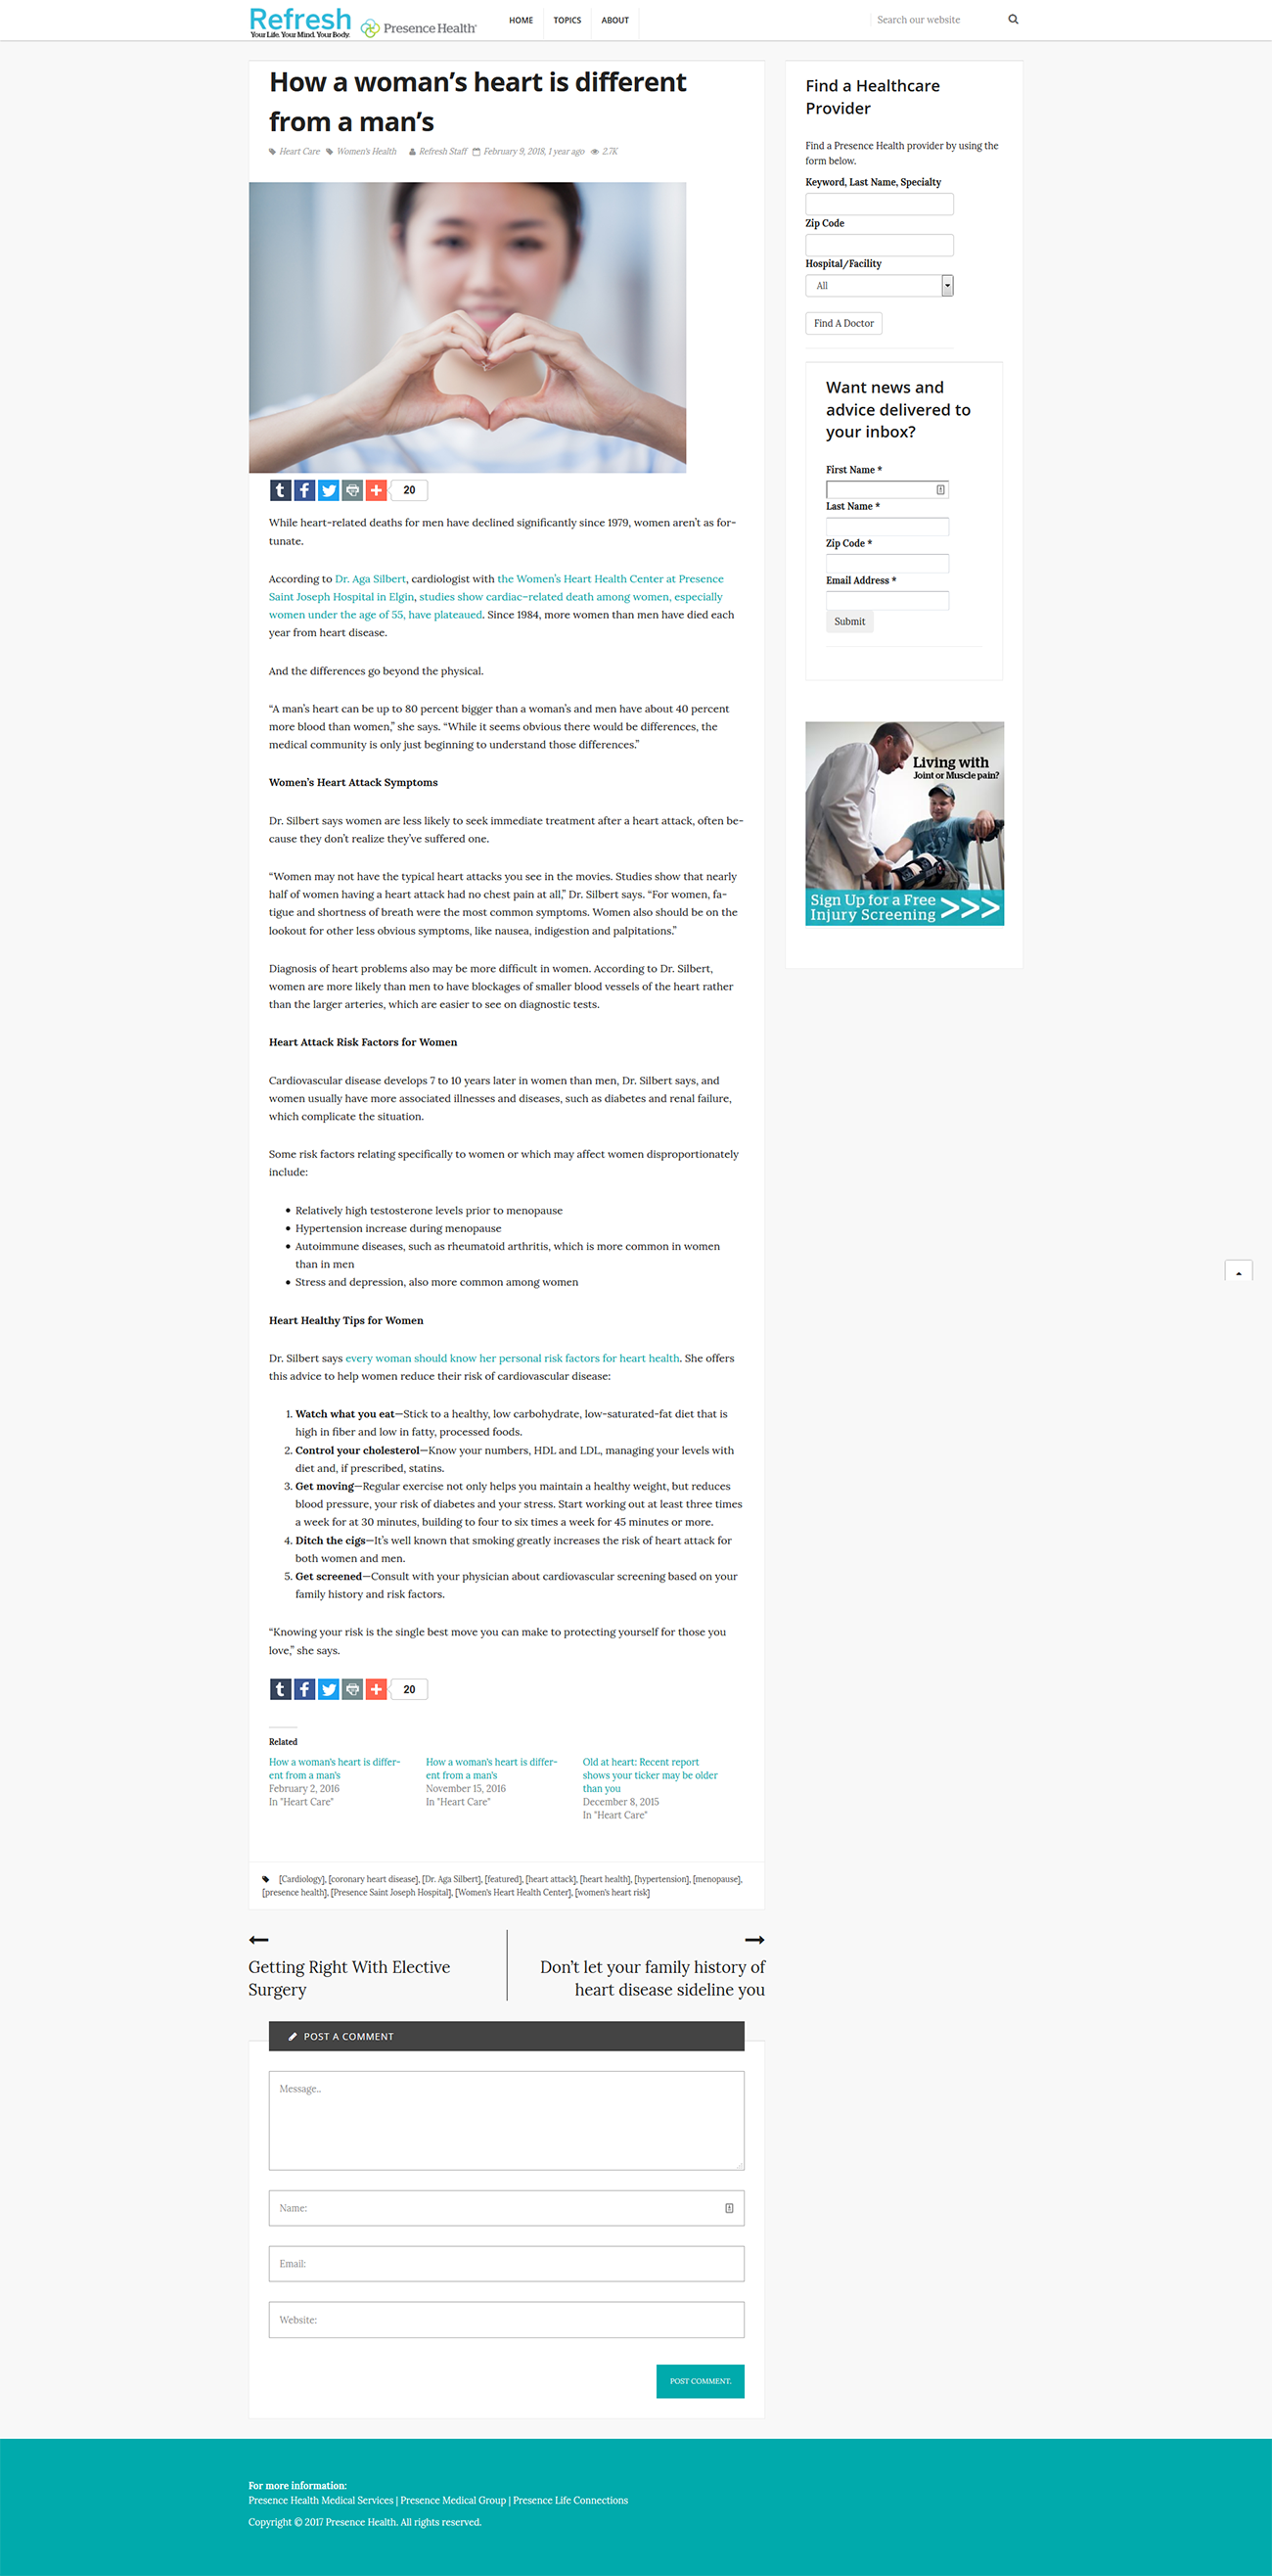 Refresh
Your Life. Your Mind. Your Body.
Presence Health
HOME
TOPICS
ABOUT
Search our website
How a woman’s heart is different
from a man’s
Heart Care Women's Health Refresh Staff February 9, 2018, 1 year ago 2.7K
20
While heart-related deaths for men have declined significantly since 1979, women aren’t as for-
tunate.
According to Dr. Aga Silbert, cardiologist with the Women’s Heart Health Center at Presence
Saint Joseph Hospital in Elgin, studies show cardiac-related death among women, especially
women under the age of 55, have plateaued. Since 1984, more women than men have died each
year from heart disease.
And the differences go beyond the physical.
“A man’s heart can be up to 80 percent bigger than a woman’s and men have about 40 percent
more blood than women,” she says. “While it seems obvious there would be differences, the
medical community is only just beginning to understand those differences.”
Women’s Heart Attack Symptoms
Dr. Silbert says women are less likely to seek immediate treatment after a heart attack, often be-
cause they don’t realize they’ve suffered one.
“Women may not have the typical heart attacks you see in the movies. Studies show that nearly
half of women having a heart attack had no chest pain at all,” Dr. Silbert says. “For women, fa-
tigue and shortness of breath were the most common symptoms. Women also should be on the
lookout for other less obvious symptoms, like nausea, indigestion and palpitations.”
Diagnosis of heart problems also may be more difficult in women. According to Dr. Silbert,
women are more likely than men to have blockages of smaller blood vessels of the heart rather
than the larger arteries, which are easier to see on diagnostic tests.
Heart Attack Risk Factors for Women
Cardiovascular disease develops 7 to 10 years later in women than men, Dr. Silbert says, and
women usually have more associated illnesses and diseases, such as diabetes and renal failure,
which complicate the situation.
Some risk factors relating specifically to women or which may affect women disproportionately
include:
• Relatively high testosterone levels prior to menopause
• Hypertension increase during menopause
• Autoimmune diseases, such as rheumatoid arthritis, which is more common in women
than in men
• Stress and depression, also more common among women
Heart Healthy Tips for Women
Dr. Silbert says every woman should know her personal risk factors for heart health. She offers
this advice to help women reduce their risk of cardiovascular disease:
1. Watch what you eat—Stick to a healthy, low carbohydrate, low-saturated-fat diet that is
high in fiber and low in fatty, processed foods.
2. Control your cholesterol—Know your numbers, HDL and LDL, managing your levels with
diet and, if prescribed, statins.
3. Get moving—Regular exercise not only helps you maintain a healthy weight, but reduces
blood pressure, your risk of diabetes and your stress. Start working out at least three times
a week for at 30 minutes, building to four to six times a week for 45 minutes or more.
4. Ditch the cigs—It’s well known that smoking greatly increases the risk of heart attack for
both women and men.
5. Get screened—Consult with your physician about cardiovascular screening based on your
family history and risk factors.
“Knowing your risk is the single best move you can make to protecting yourself for those you
love,” she says.
20
Related
How a woman's heart is differ-
ent from a man's
February 2, 2016
In "Heart Care"
How a woman's heart is differ-
ent from a man's
November 15, 2016
In "Heart Care"
Old at heart: Recent report
shows your ticker may be older
than you
December 8, 2015
In "Heart Care"
[Cardiology], [coronary heart disease], [Dr. Aga Silbert], [featured], [heart attack], [heart health], [hypertension], [menopause],
[presence health], [Presence Saint Joseph Hospital], [Women's Heart Health Center], [women's heart risk]
Getting Right With Elective
Surgery
Don’t let your family history of
heart disease sideline you
POST A COMMENT
Message..
Name:
Email:
Website:
POST COMMENT.
Find a Healthcare
Provider
Find a Presence Health provider by using the
form below.
Keyword, Last Name, Specialty
Zip Code
Hospital/Facility
All
Find A Doctor
Want news and
advice delivered to
your inbox?
First Name *
Last Name *
Zip Code *
Email Address *
Submit
Living with
Joint or Muscle pain?
Sign Up for a Free
Injury Screening >>>
For more information:
Presence Health Medical Services | Presence Medical Group | Presence Life Connections
Copyright © 2017 Presence Health. All rights reserved.